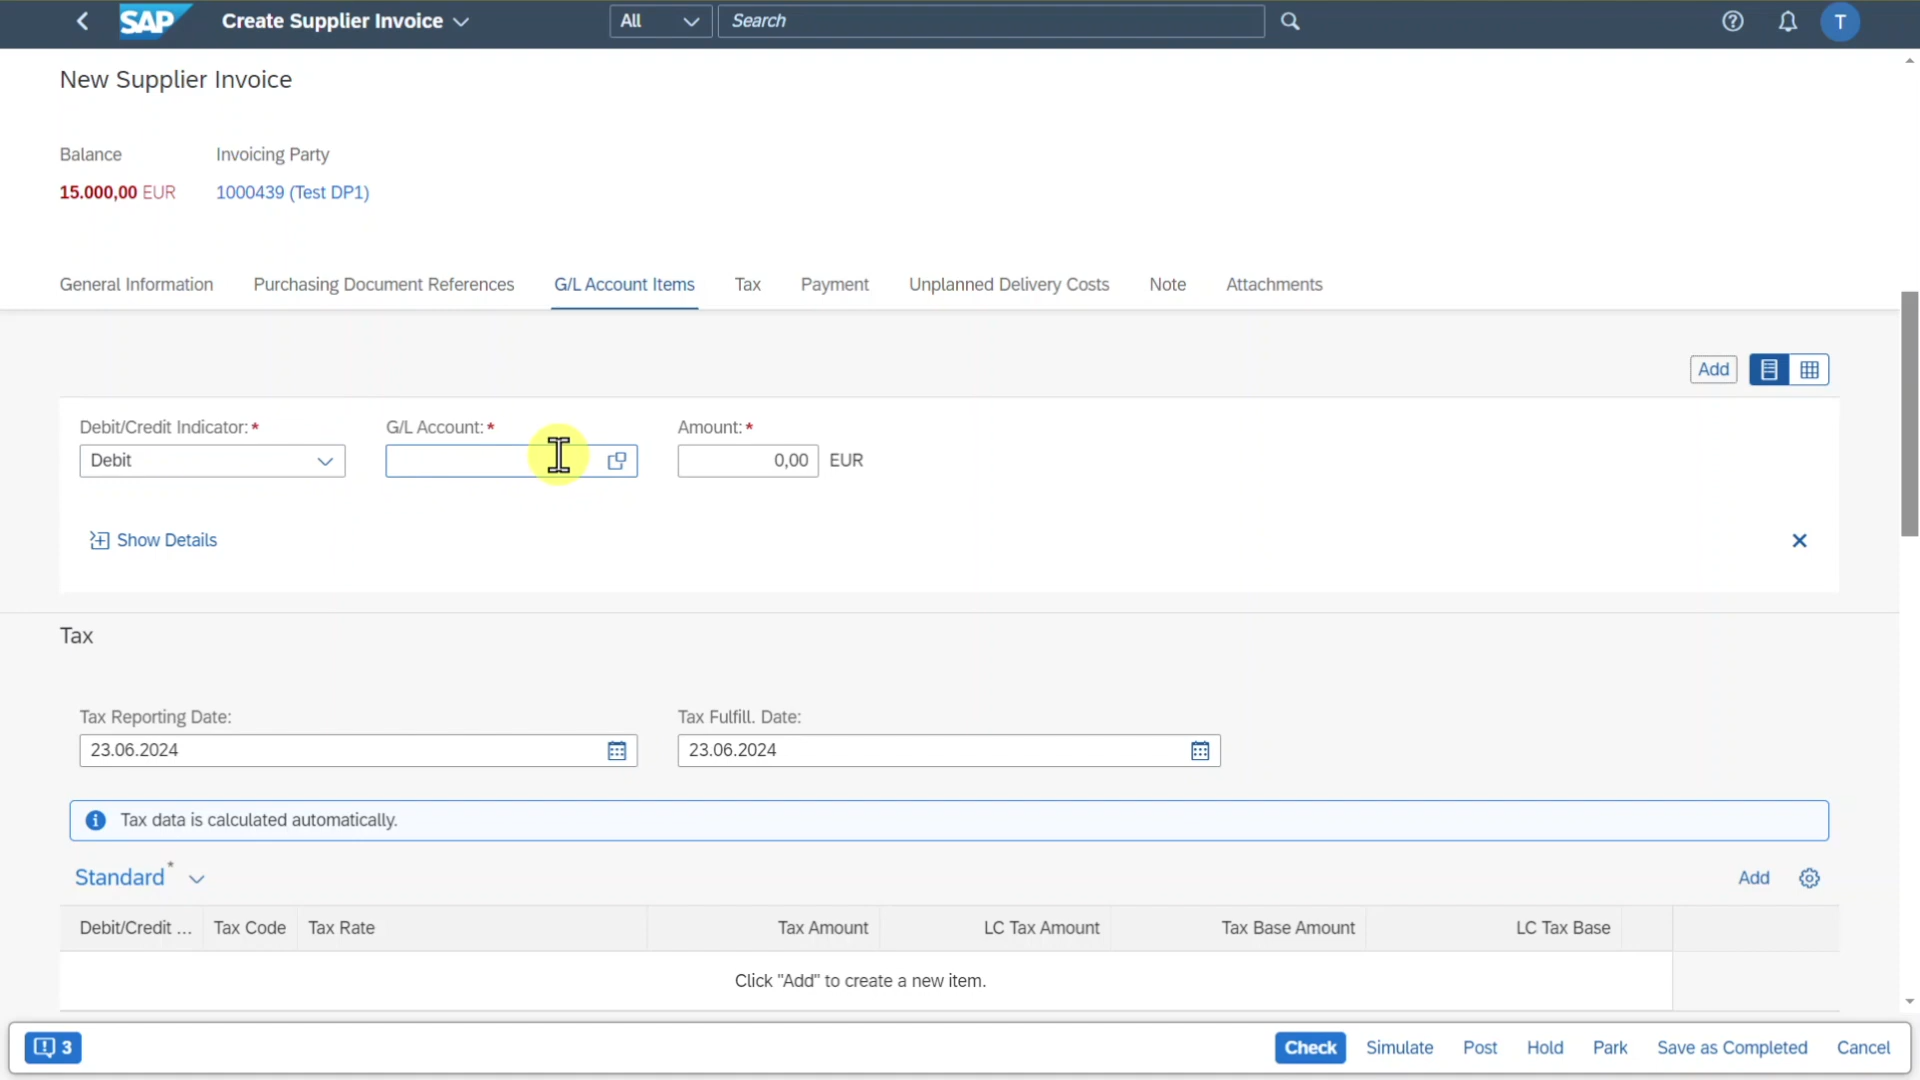 SAP Create Supplier Invoice All Search T
New Supplier Invoice
Balance Invoicing Party
15.000,00 EUR 1000439 (Test DP1)
General Information Purchasing Document References G/L Account Items Tax Payment Unplanned Delivery Costs Note Attachments
Add
Debit/Credit Indicator:* G/L Account:* Amount:*
Debit 0,00 EUR
Show Details
Tax
Tax Reporting Date: Tax Fulfill. Date:
23.06.2024 23.06.2024
Tax data is calculated automatically.
Standard* Add
Debit/Credit ... Tax Code Tax Rate Tax Amount LC Tax Amount Tax Base Amount LC Tax Base
Click "Add" to create a new item.
3 Check Simulate Post Hold Park Save as Completed Cancel